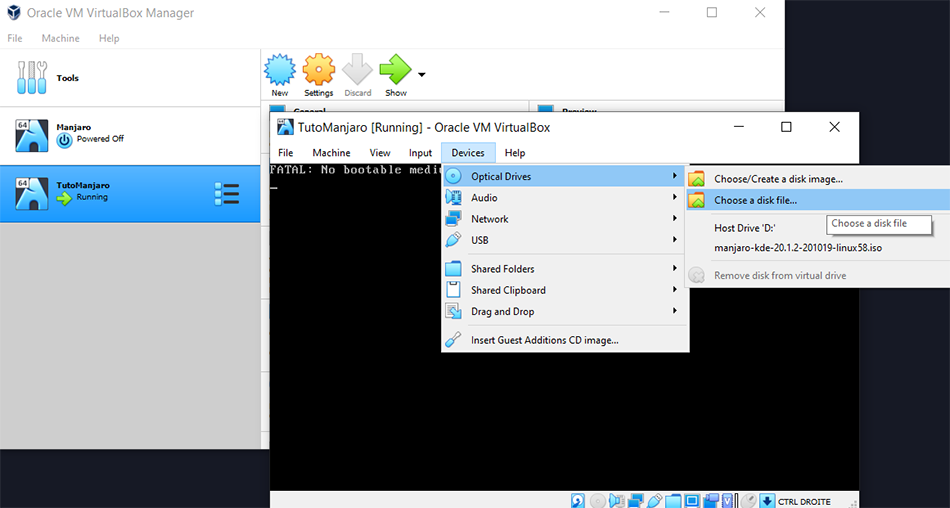 Oracle VM VirtualBox Manager
File Machine Help
Tools
New Settings Discard Show
General Preview
64 Manjaro
Powered Off
64 TutoManjaro
Running
64 TutoManjaro [Running] - Oracle VM VirtualBox
File Machine View Input Devices Help
FATAL: No bootable medi
Optical Drives
Audio
Network
USB
Shared Folders
Shared Clipboard
Drag and Drop
Insert Guest Additions CD image...
Choose/Create a disk image...
Choose a disk file...
Choose a disk file
Host Drive 'D:'
manjaro-kde-20.1.2-201019-linux58.iso
Remove disk from virtual drive
CTRL DROITE